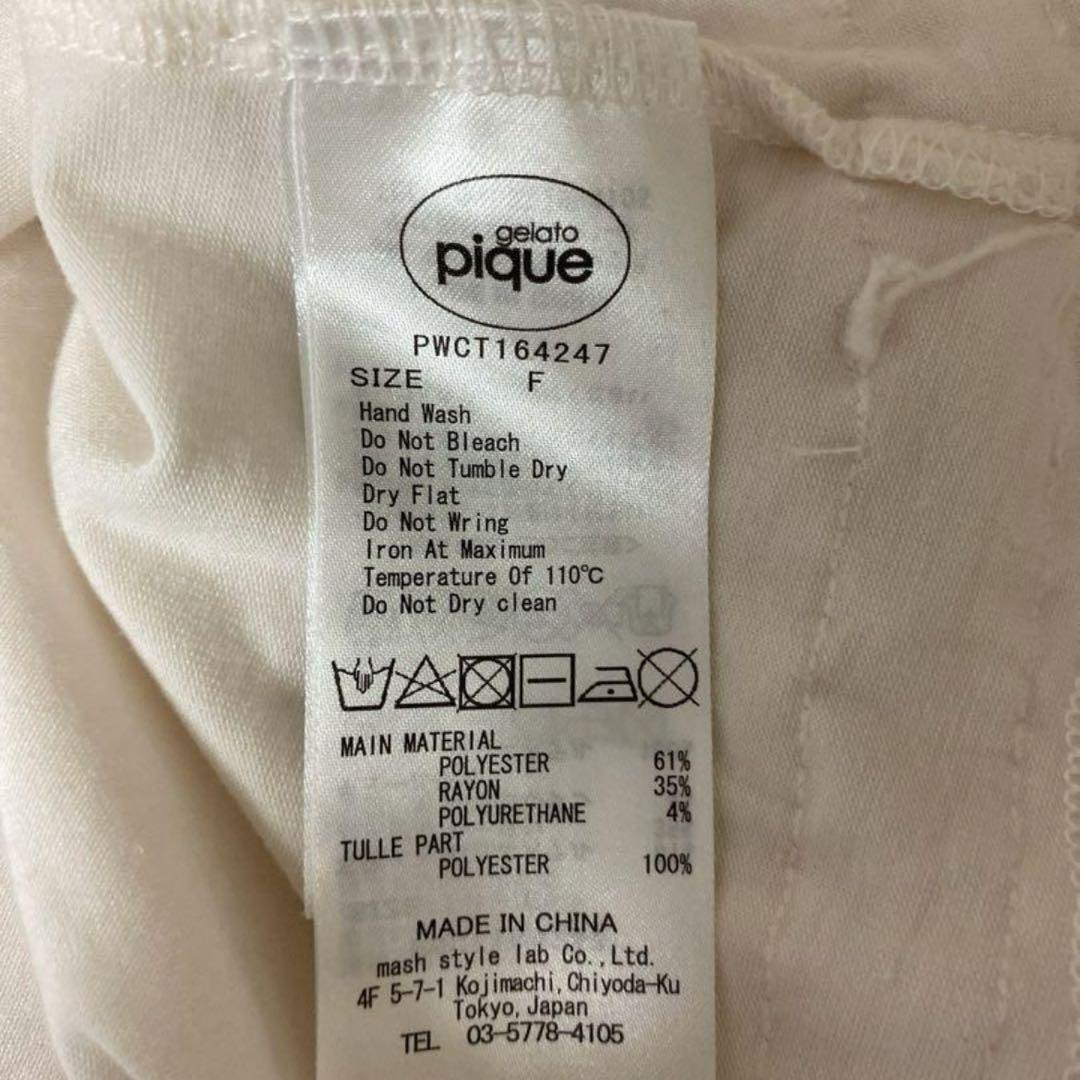 gelato
pique
PWCT164247
SIZE F
Hand Wash
Do Not Bleach
Do Not Tumble Dry
Dry Flat
Do Not Wring
Iron At Maximum
Temperature Of 110℃
Do Not Dry clean
MAIN MATERIAL
POLYESTER 61%
RAYON 35%
POLYURETHANE 4%
TULLE PART
POLYESTER 100%
MADE IN CHINA
mash style lab Co.,Ltd.
4F 5-7-1 Kojimachi,Chiyoda-Ku
Tokyo,Japan
TEL 03-5778-4105